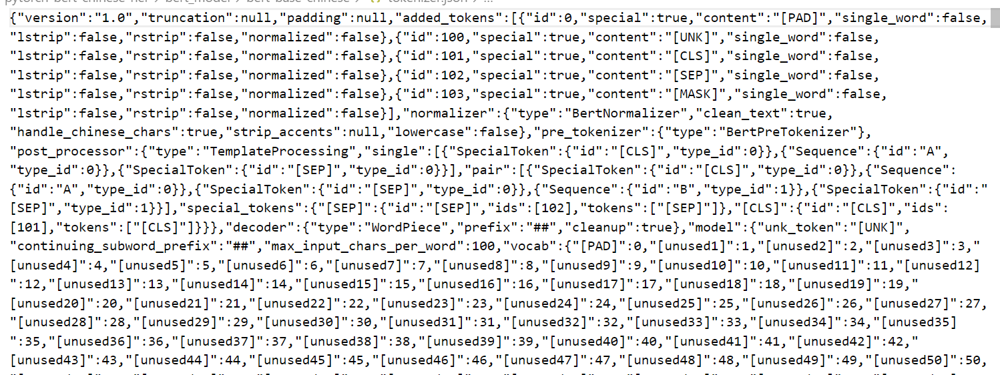 pytorch-bert-chinese-ner > bert_model > bert-base-chinese > {} tokenizer.json > ...
{"version":"1.0","truncation":null,"padding":null,"added_tokens":[{"id":0,"special":true,"content":"[PAD]","single_word":false,
"lstrip":false,"rstrip":false,"normalized":false},{"id":100,"special":true,"content":"[UNK]","single_word":false,
"lstrip":false,"rstrip":false,"normalized":false},{"id":101,"special":true,"content":"[CLS]","single_word":false,
"lstrip":false,"rstrip":false,"normalized":false},{"id":102,"special":true,"content":"[SEP]","single_word":false,
"lstrip":false,"rstrip":false,"normalized":false},{"id":103,"special":true,"content":"[MASK]","single_word":false,
"lstrip":false,"rstrip":false,"normalized":false}],"normalizer":{"type":"BertNormalizer","clean_text":true,
"handle_chinese_chars":true,"strip_accents":null,"lowercase":false},"pre_tokenizer":{"type":"BertPreTokenizer"},
"post_processor":{"type":"TemplateProcessing","single":[{"SpecialToken":{"id":"[CLS]","type_id":0}},{"Sequence":{"id":"A",
"type_id":0}},{"SpecialToken":{"id":"[SEP]","type_id":0}}],"pair":[{"SpecialToken":{"id":"[CLS]","type_id":0}},{"Sequence":
{"id":"A","type_id":0}},{"SpecialToken":{"id":"[SEP]","type_id":0}},{"Sequence":{"id":"B","type_id":1}},{"SpecialToken":{"id":"
[SEP]","type_id":1}}],"special_tokens":{"[SEP]":{"id":"[SEP]","ids":[102],"tokens":["[SEP]"]},"[CLS]":{"id":"[CLS]","ids":
[101],"tokens":["[CLS]"]}}},"decoder":{"type":"WordPiece","prefix":"##","cleanup":true},"model":{"unk_token":"[UNK]",
"continuing_subword_prefix":"##","max_input_chars_per_word":100,"vocab":{"[PAD]":0,"[unused1]":1,"[unused2]":2,"[unused3]":3,"
[unused4]":4,"[unused5]":5,"[unused6]":6,"[unused7]":7,"[unused8]":8,"[unused9]":9,"[unused10]":10,"[unused11]":11,"[unused12]"
:12,"[unused13]":13,"[unused14]":14,"[unused15]":15,"[unused16]":16,"[unused17]":17,"[unused18]":18,"[unused19]":19,"
[unused20]":20,"[unused21]":21,"[unused22]":22,"[unused23]":23,"[unused24]":24,"[unused25]":25,"[unused26]":26,"[unused27]":27,
"[unused28]":28,"[unused29]":29,"[unused30]":30,"[unused31]":31,"[unused32]":32,"[unused33]":33,"[unused34]":34,"[unused35]"
:35,"[unused36]":36,"[unused37]":37,"[unused38]":38,"[unused39]":39,"[unused40]":40,"[unused41]":41,"[unused42]":42,"
[unused43]":43,"[unused44]":44,"[unused45]":45,"[unused46]":46,"[unused47]":47,"[unused48]":48,"[unused49]":49,"[unused50]":50,